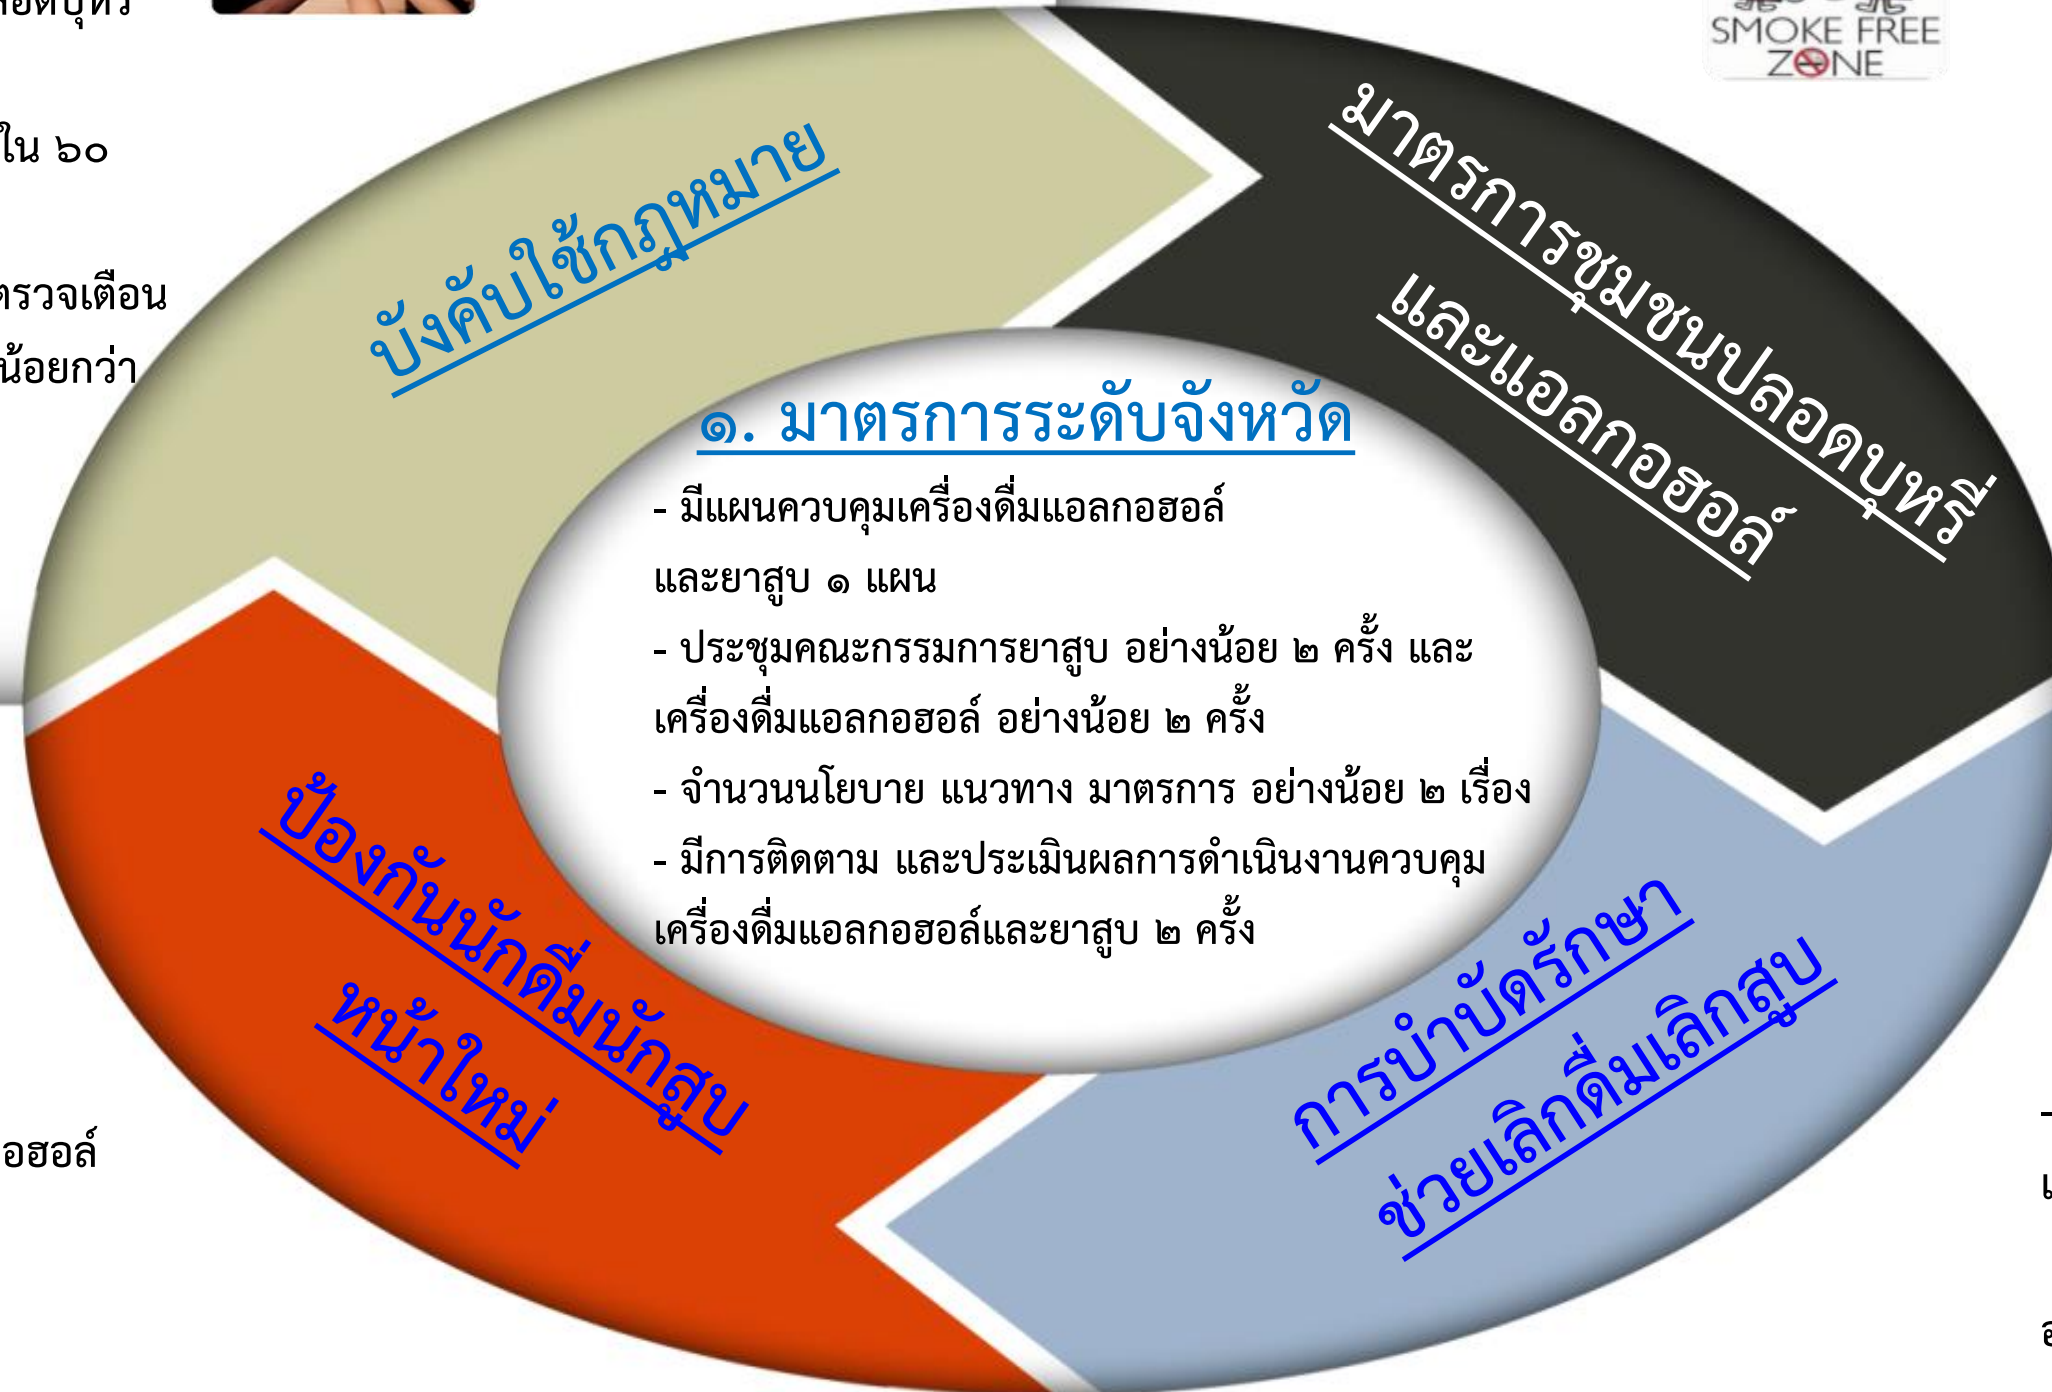 SMOKE FREE
ZONE
ใน ๖๐
ตรวจเตือน
น้อยกว่า
บังคับใช้กฎหมาย
มาตรการชุมชนปลอดบุหรี่
และแอลกอฮอล์
๑. มาตรการระดับจังหวัด
- มีแผนควบคุมเครื่องดื่มแอลกอฮอล์
และยาสูบ ๑ แผน
- ประชุมคณะกรรมการยาสูบ อย่างน้อย ๒ ครั้ง และ
เครื่องดื่มแอลกอฮอล์ อย่างน้อย ๒ ครั้ง
- จำนวนนโยบาย แนวทาง มาตรการ อย่างน้อย ๒ เรื่อง
- มีการติดตาม และประเมินผลการดำเนินงานควบคุม
เครื่องดื่มแอลกอฮอล์และยาสูบ ๒ ครั้ง
ป้องกันนักดื่มนักสูบ
หน้าใหม่
การบำบัดรักษา
ช่วยเลิกดื่มเลิกสูบ
อฮอล์